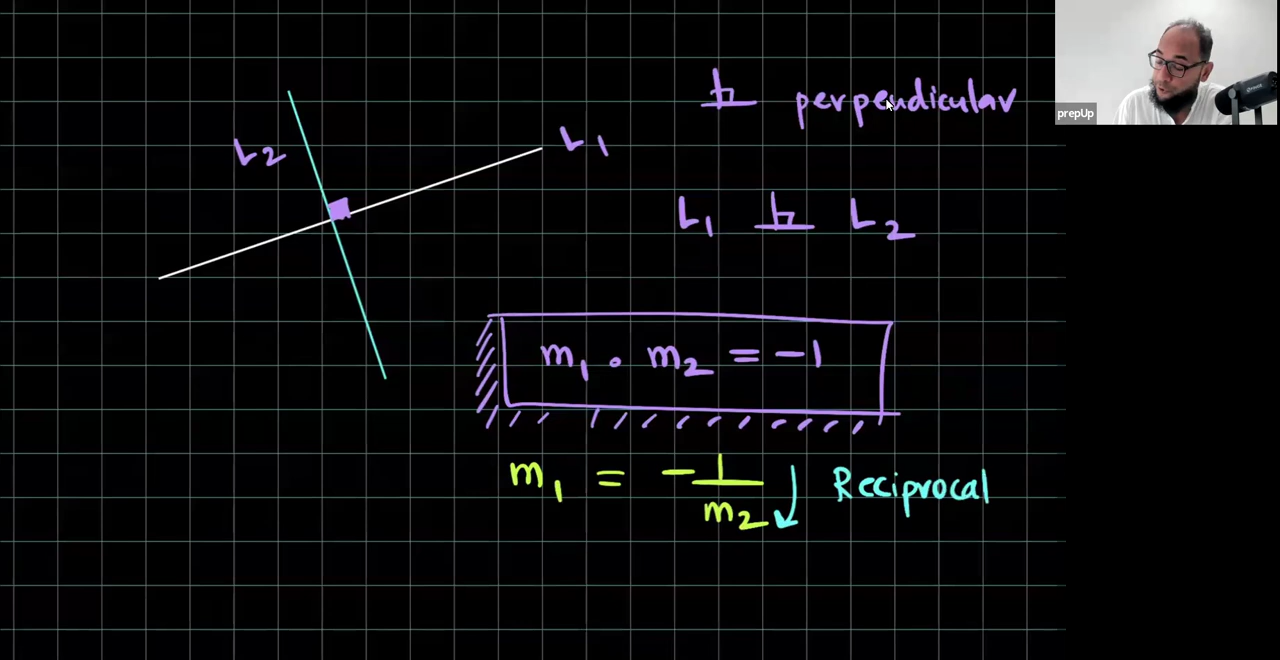 ⊥ perpendicular
L2
L1
L1 ⊥ L2
m1 · m2 = -1
m1 = - 1/m2 ↓ Reciprocal
prepUp